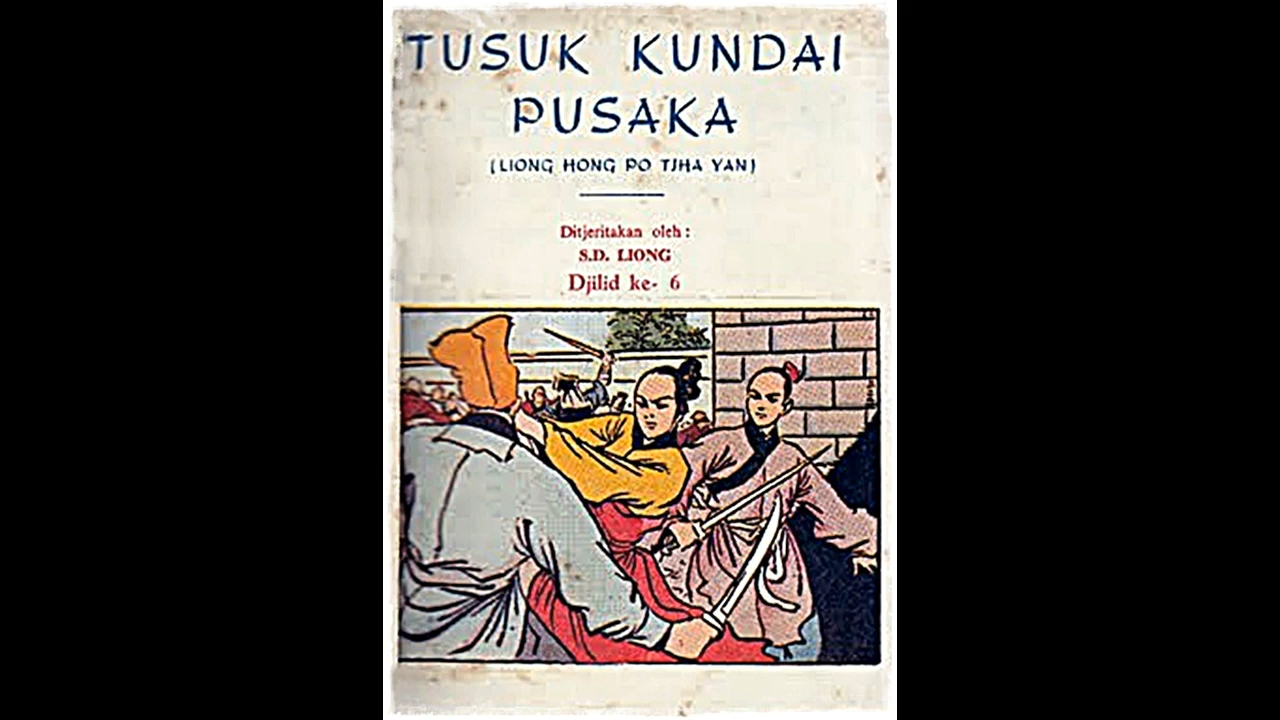 TUSUK KUNDAI
PUSAKA
(LIONG HONG PO TJHA YAN)
Ditjeritakan oleh :
S.D. LIONG
Djilid ke- 6